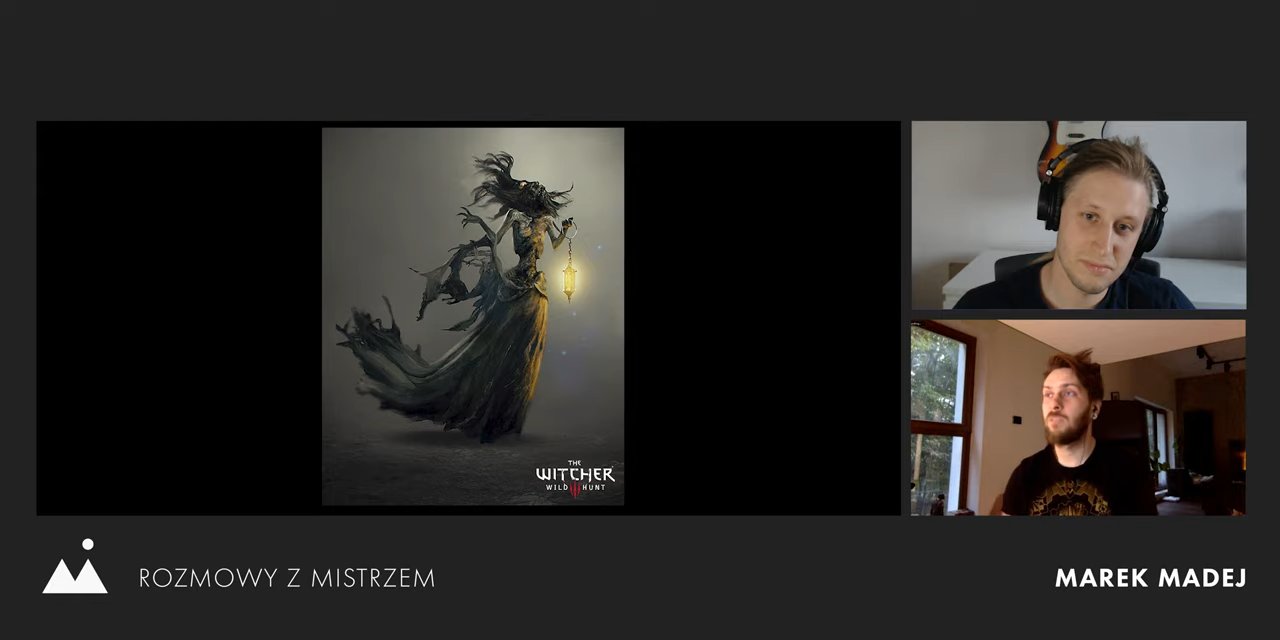 THE
WITCHER
WILD HUNT
ROZMOWY Z MISTRZEM
MAREK MADEJ